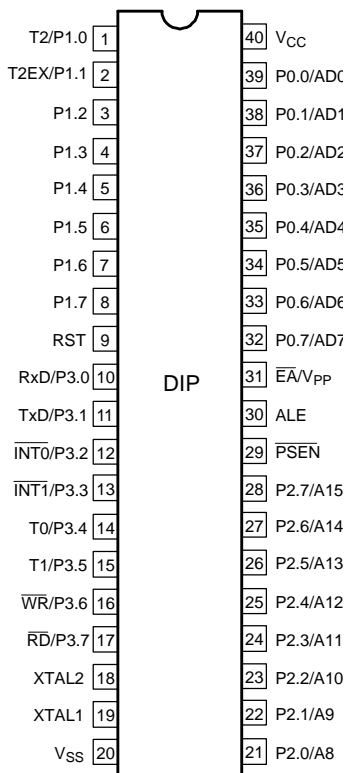 T2/P1.0 1 40 VCC
T2EX/P1.1 2 39 P0.0/AD0
P1.2 3 38 P0.1/AD1
P1.3 4 37 P0.2/AD2
P1.4 5 36 P0.3/AD3
P1.5 6 35 P0.4/AD4
P1.6 7 34 P0.5/AD5
P1.7 8 33 P0.6/AD6
RST 9 32 P0.7/AD7
RxD/P3.0 10 DIP 31 E̅A̅/VPP
TxD/P3.1 11 30 ALE
I̅N̅T̅0̅/P3.2 12 29 P̅S̅E̅N̅
I̅N̅T̅1̅/P3.3 13 28 P2.7/A15
T0/P3.4 14 27 P2.6/A14
T1/P3.5 15 26 P2.5/A13
W̅R̅/P3.6 16 25 P2.4/A12
R̅D̅/P3.7 17 24 P2.3/A11
XTAL2 18 23 P2.2/A10
XTAL1 19 22 P2.1/A9
VSS 20 21 P2.0/A8